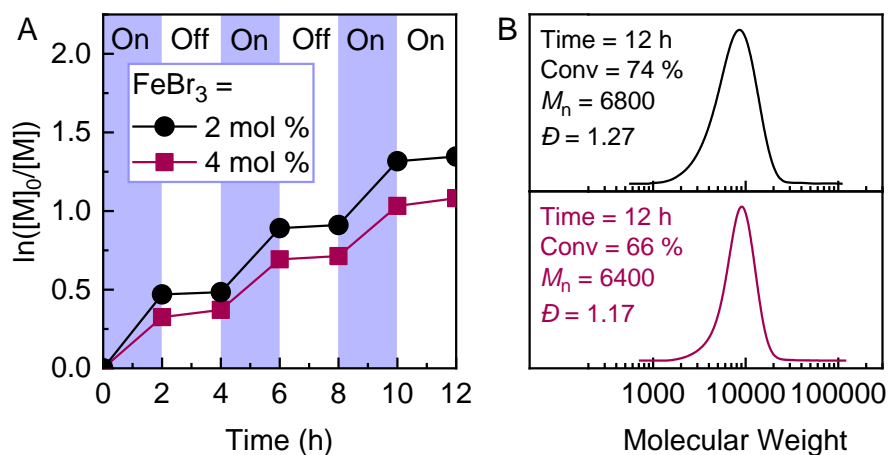 A
On Off On Off On On
FeBr3 =
2 mol %
4 mol %
ln([M]0/[M])
2.0
1.5
1.0
0.5
0.0
0 2 4 6 8 10 12
Time (h)
B
Time = 12 h
Conv = 74 %
Mn = 6800
Đ = 1.27
Time = 12 h
Conv = 66 %
Mn = 6400
Đ = 1.17
1000 10000 100000
Molecular Weight